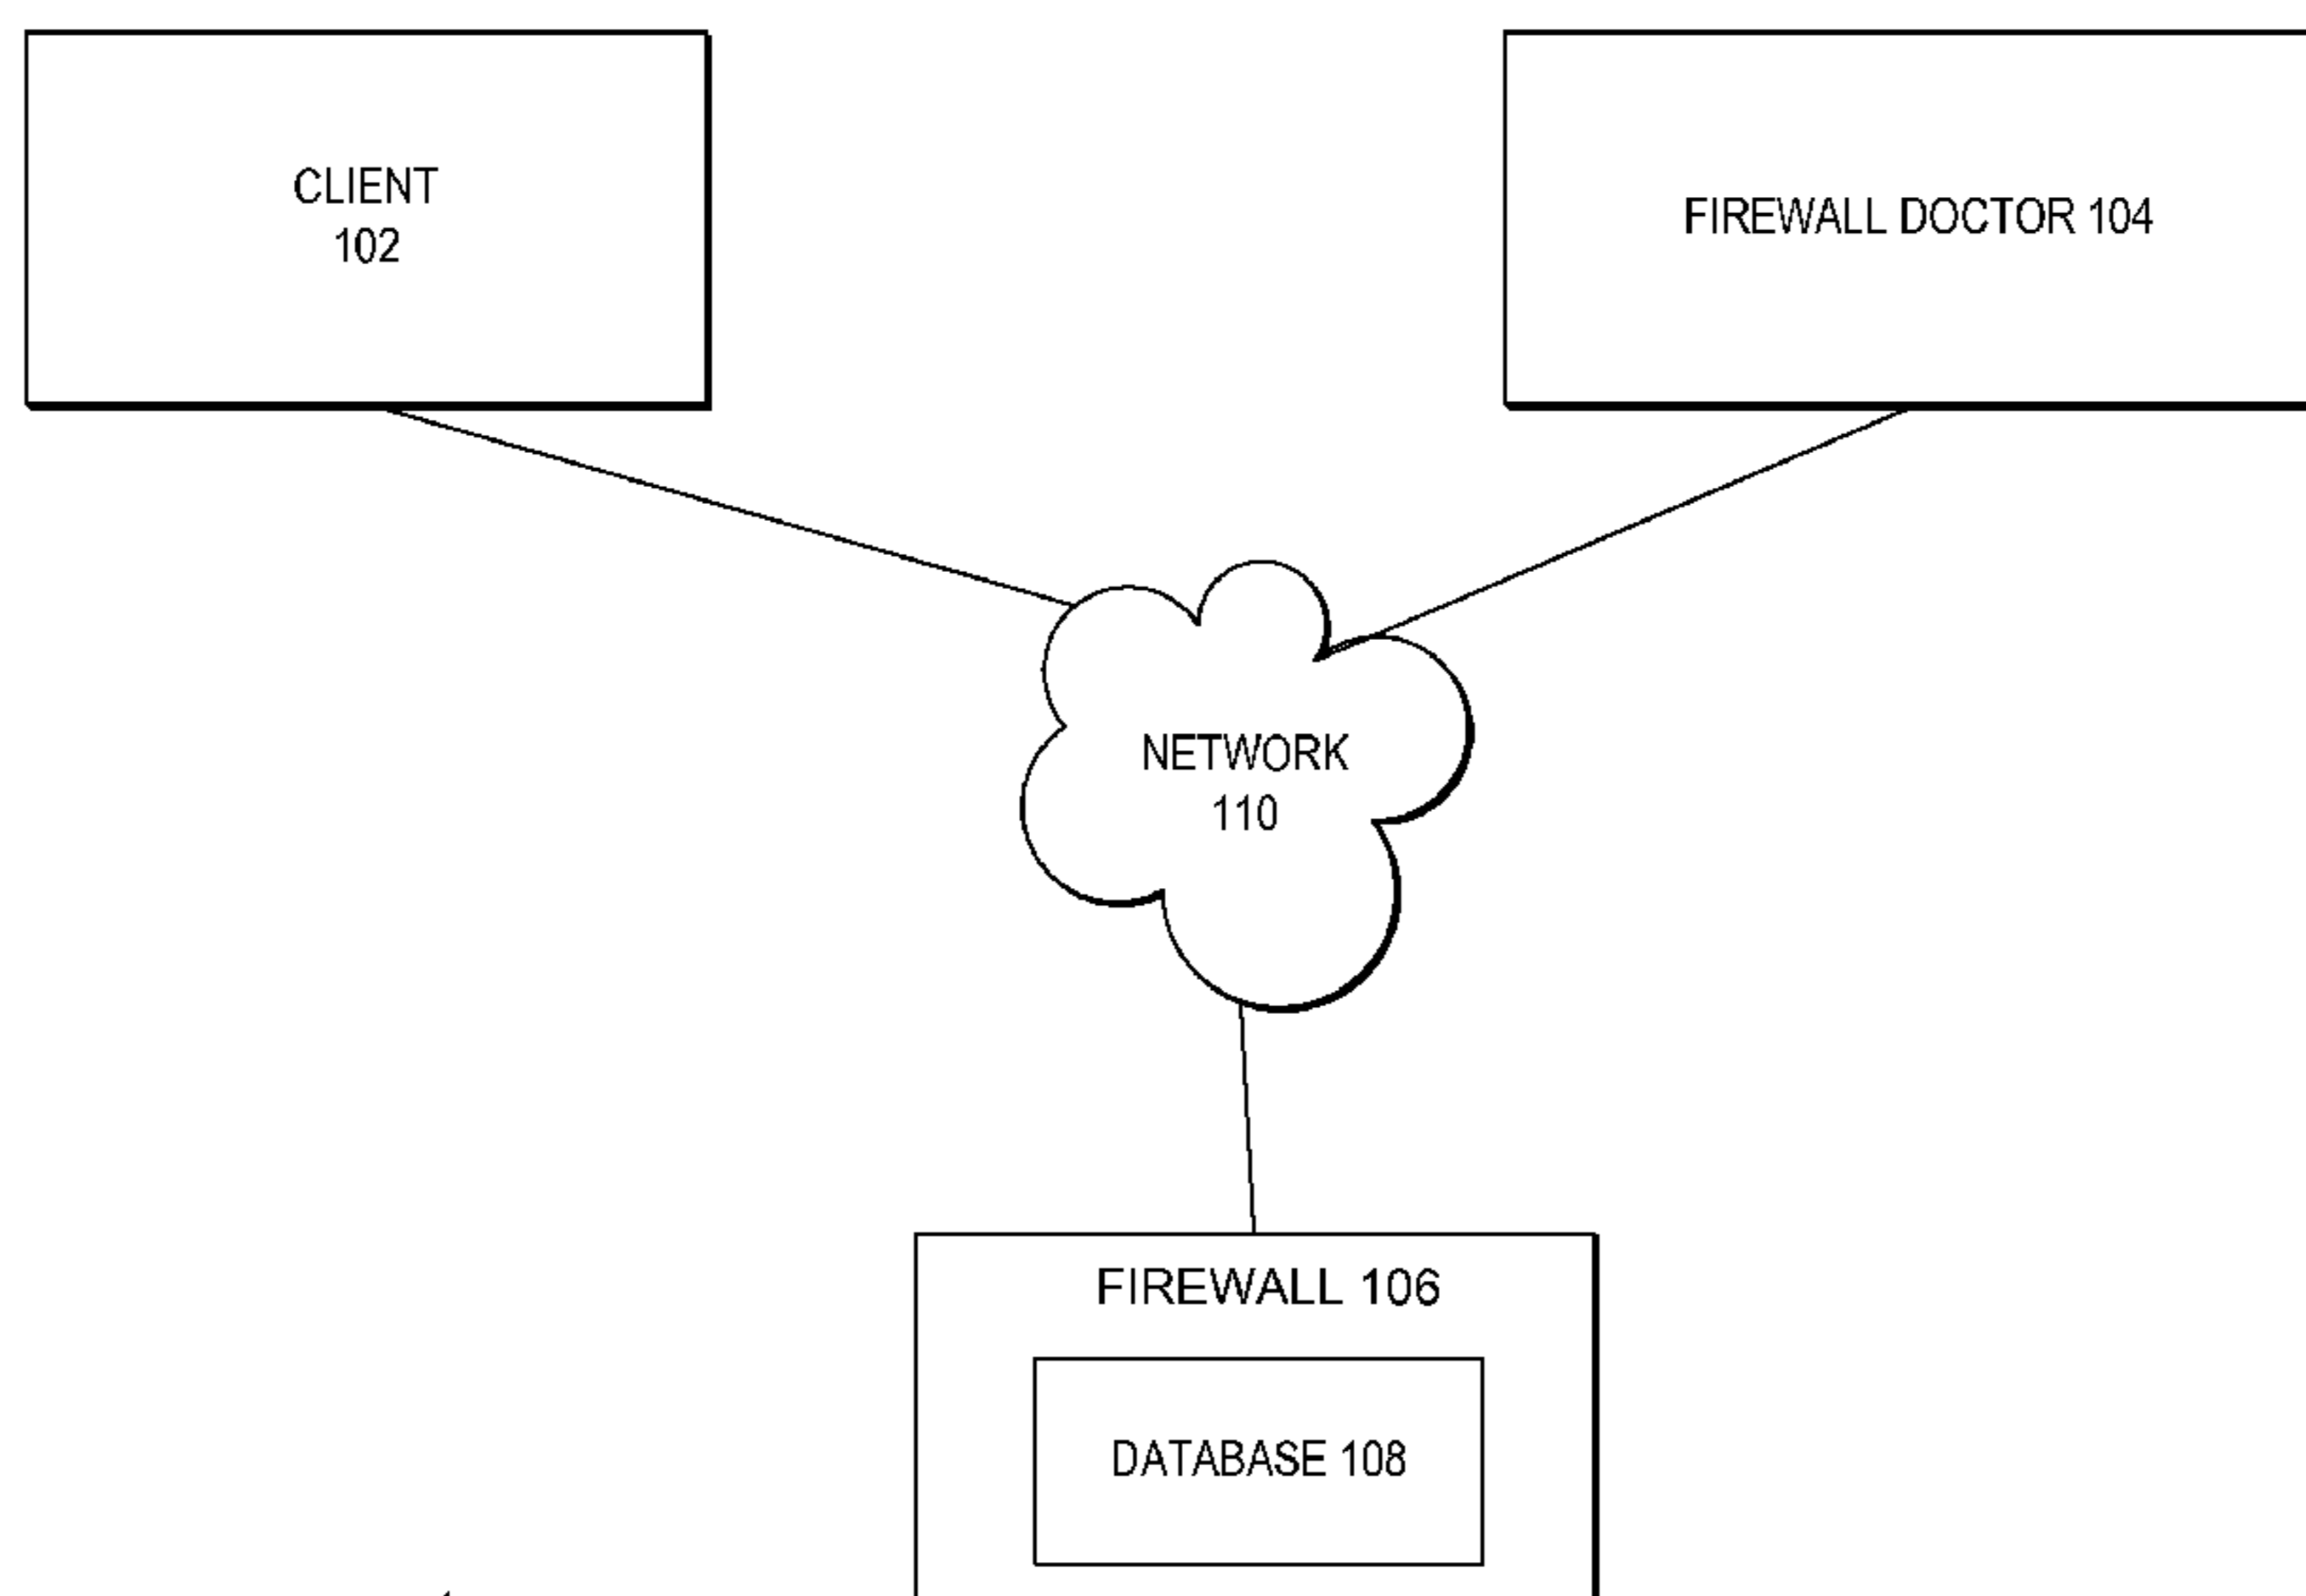 CLIENT
102
FIREWALL DOCTOR 104
NETWORK
110
FIREWALL 106
DATABASE 108